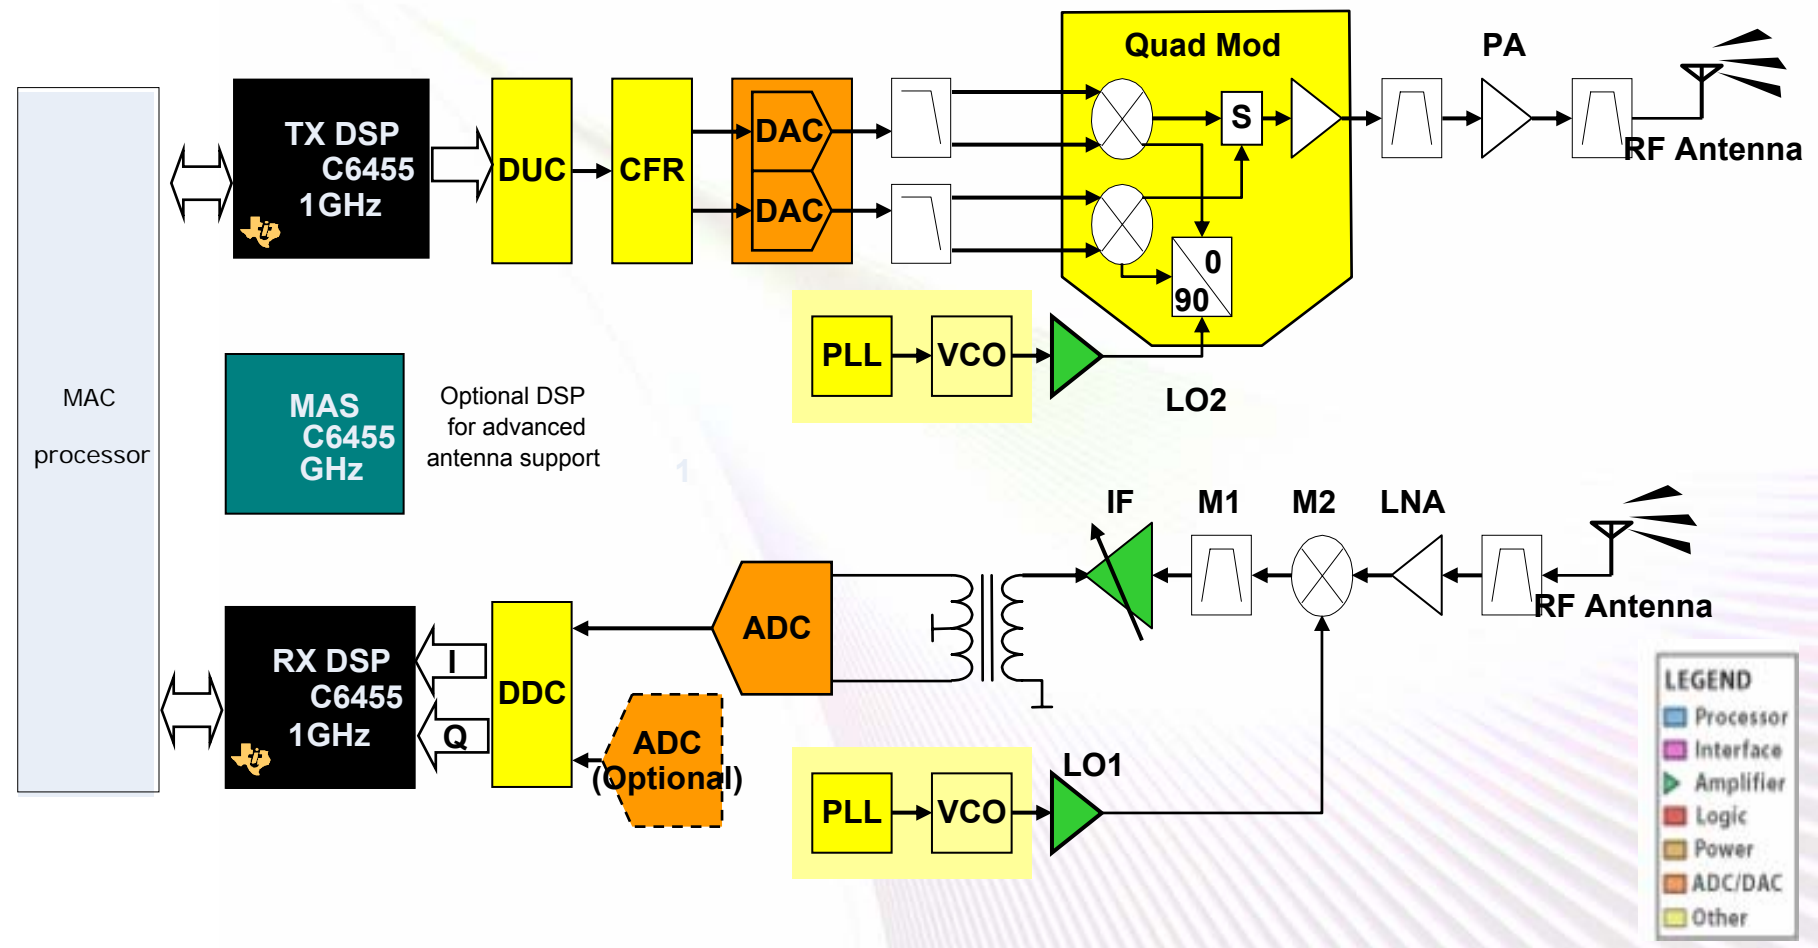 Quad Mod
PA
TX DSP
C6455
1GHz
DUC
CFR
DAC
DAC
S
0
90
RF Antenna
PLL
VCO
LO2
MAC
processor
MAS
C6455
GHz
Optional DSP
for advanced
antenna support
1
IF
M1
M2
LNA
RF Antenna
ADC
RX DSP
C6455
1GHz
I
Q
DDC
ADC
(Optional)
PLL
VCO
LO1
LEGEND
Processor
Interface
Amplifier
Logic
Power
ADC/DAC
Other